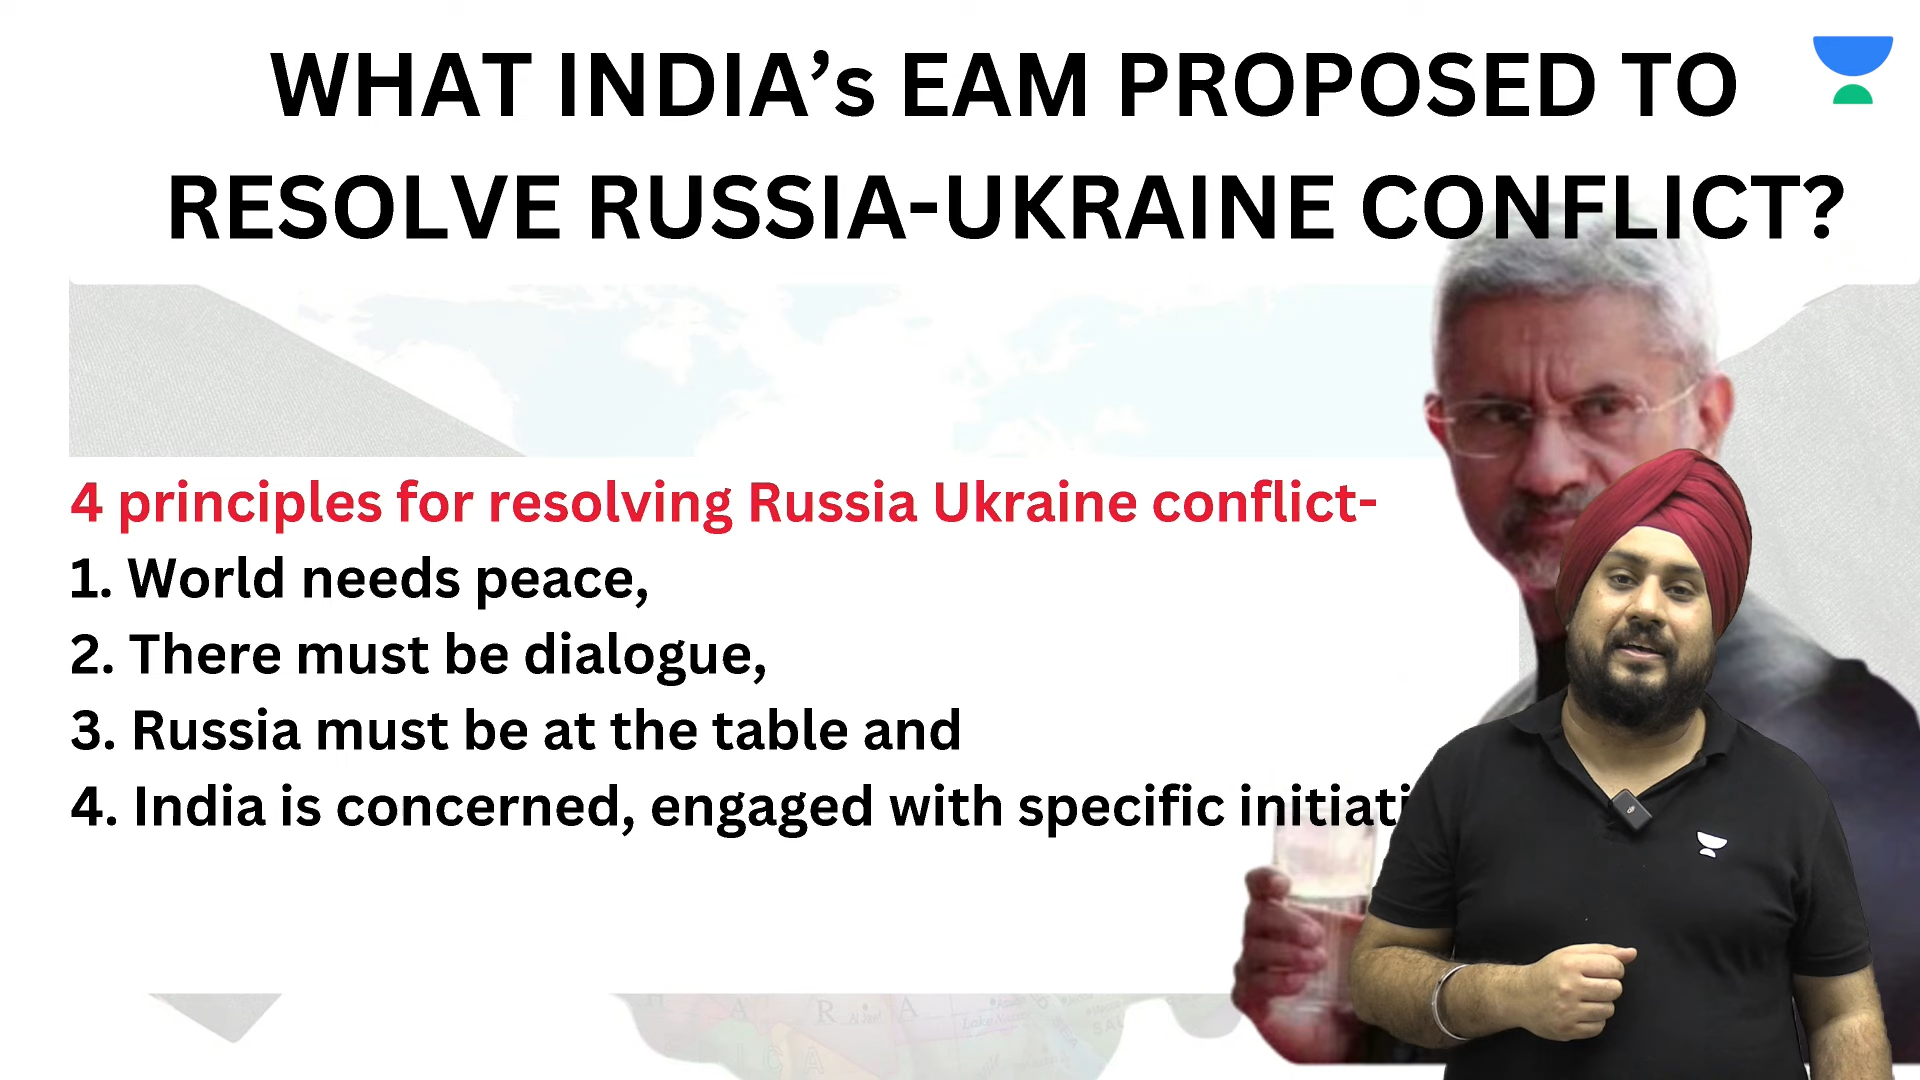 WHAT INDIA’s EAM PROPOSED TO
RESOLVE RUSSIA-UKRAINE CONFLICT?
4 principles for resolving Russia Ukraine conflict-
1. World needs peace,
2. There must be dialogue,
3. Russia must be at the table and
4. India is concerned, engaged with specific